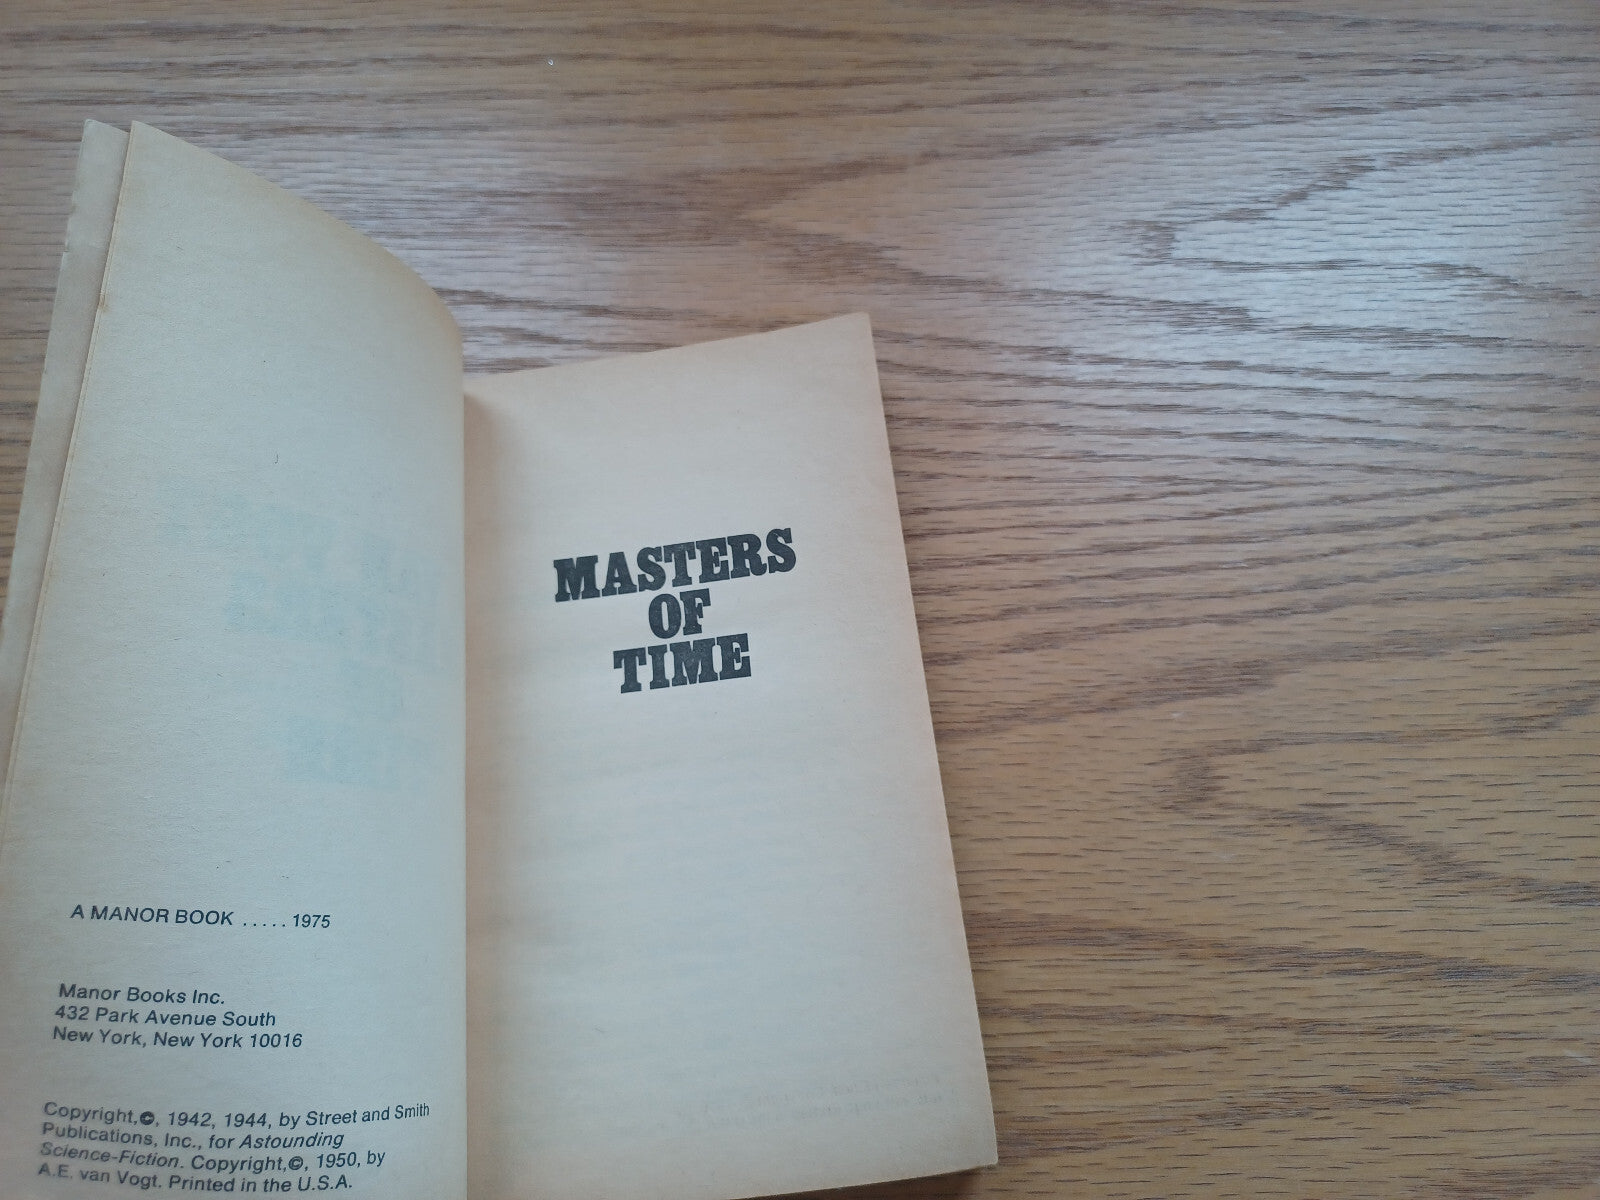 A MANOR BOOK ..... 1975
Manor Books Inc.
432 Park Avenue South
New York, New York 10016
Copyright,©, 1942, 1944, by Street and Smith
Publications, Inc., for Astounding
Science-Fiction. Copyright,©, 1950, by
A.E. van Vogt. Printed in the U.S.A.
MASTERS
OF
TIME